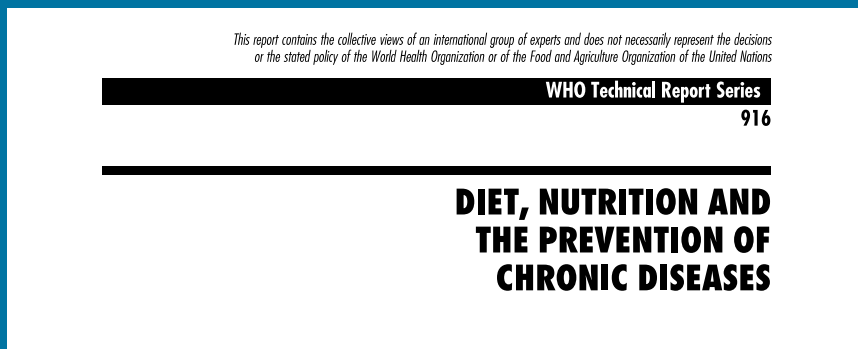 This report contains the collective views of an international group of experts and does not necessarily represent the decisions
or the stated policy of the World Health Organization or of the Food and Agriculture Organization of the United Nations
WHO Technical Report Series
916
DIET, NUTRITION AND
THE PREVENTION OF
CHRONIC DISEASES